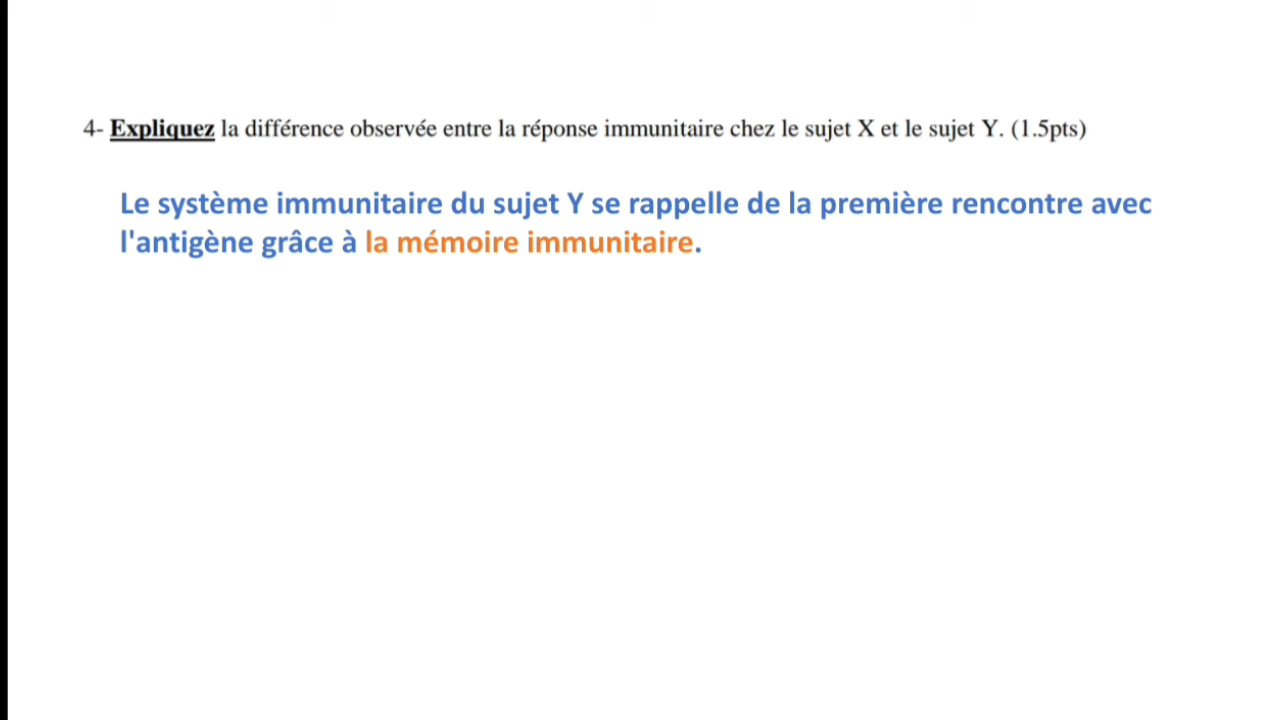 4- Expliquez la différence observée entre la réponse immunitaire chez le sujet X et le sujet Y. (1.5pts)
Le système immunitaire du sujet Y se rappelle de la première rencontre avec
l'antigène grâce à la mémoire immunitaire.